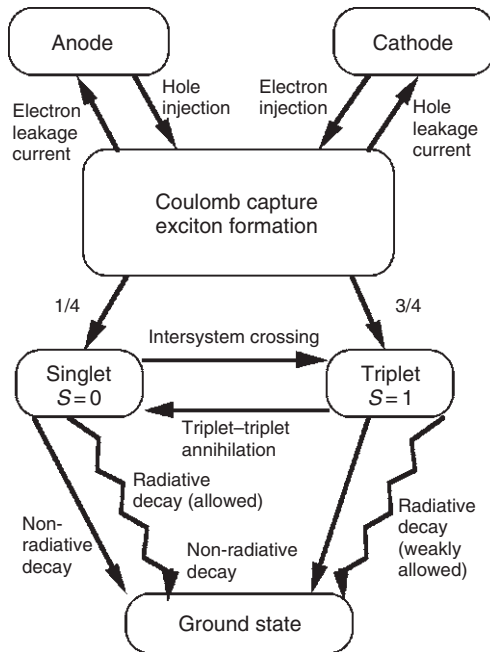 Anode
Cathode
Hole
injection
Electron
injection
Electron
leakage
current
Hole
leakage
current
Coulomb capture
exciton formation
1/4
3/4
Intersystem crossing
Singlet
S = 0
Triplet
S = 1
Triplet–triplet
annihilation
Radiative
decay (allowed)
Radiative
decay
(weakly
allowed)
Non-
radiative
decay
Non-radiative
decay
Ground state